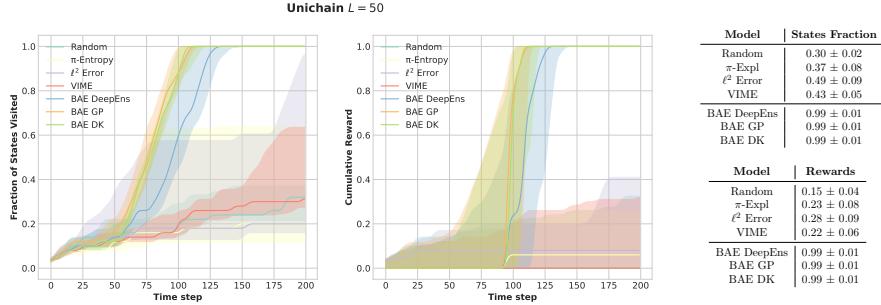 Unichain L = 50
1.0
0.8
0.6
0.4
0.2
0.0
Fraction of States Visited
Random
π-Entropy
ℓ² Error
VIME
BAE DeepEns
BAE GP
BAE DK
0 25 50 75 100 125 150 175 200
Time step
1.0
0.8
0.6
0.4
0.2
0.0
Cumulative Reward
Random
π-Entropy
ℓ² Error
VIME
BAE DeepEns
BAE GP
BAE DK
0 25 50 75 100 125 150 175 200
Time step
Model States Fraction
Random 0.30 ± 0.02
π-Expl 0.37 ± 0.08
ℓ² Error 0.49 ± 0.09
VIME 0.43 ± 0.05
BAE DeepEns 0.99 ± 0.01
BAE GP 0.99 ± 0.01
BAE DK 0.99 ± 0.01
Model Rewards
Random 0.15 ± 0.04
π-Expl 0.23 ± 0.08
ℓ² Error 0.28 ± 0.09
VIME 0.22 ± 0.06
BAE DeepEns 0.99 ± 0.01
BAE GP 0.99 ± 0.01
BAE DK 0.99 ± 0.01